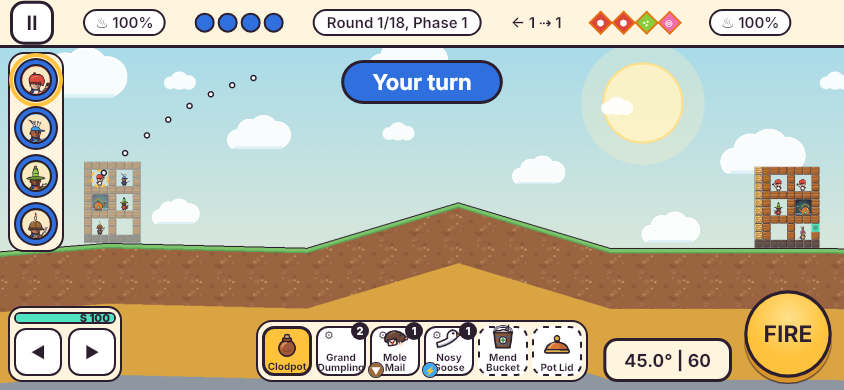 100%
Round 1/18, Phase 1
← 1 ⇢ 1
100%
Your turn
$ 100
Clodpot
2
Grand
Dumpling
1
Mole
Mail
1
Nosy
Goose
Mend
Bucket
Pot Lid
45.0° | 60
FIRE